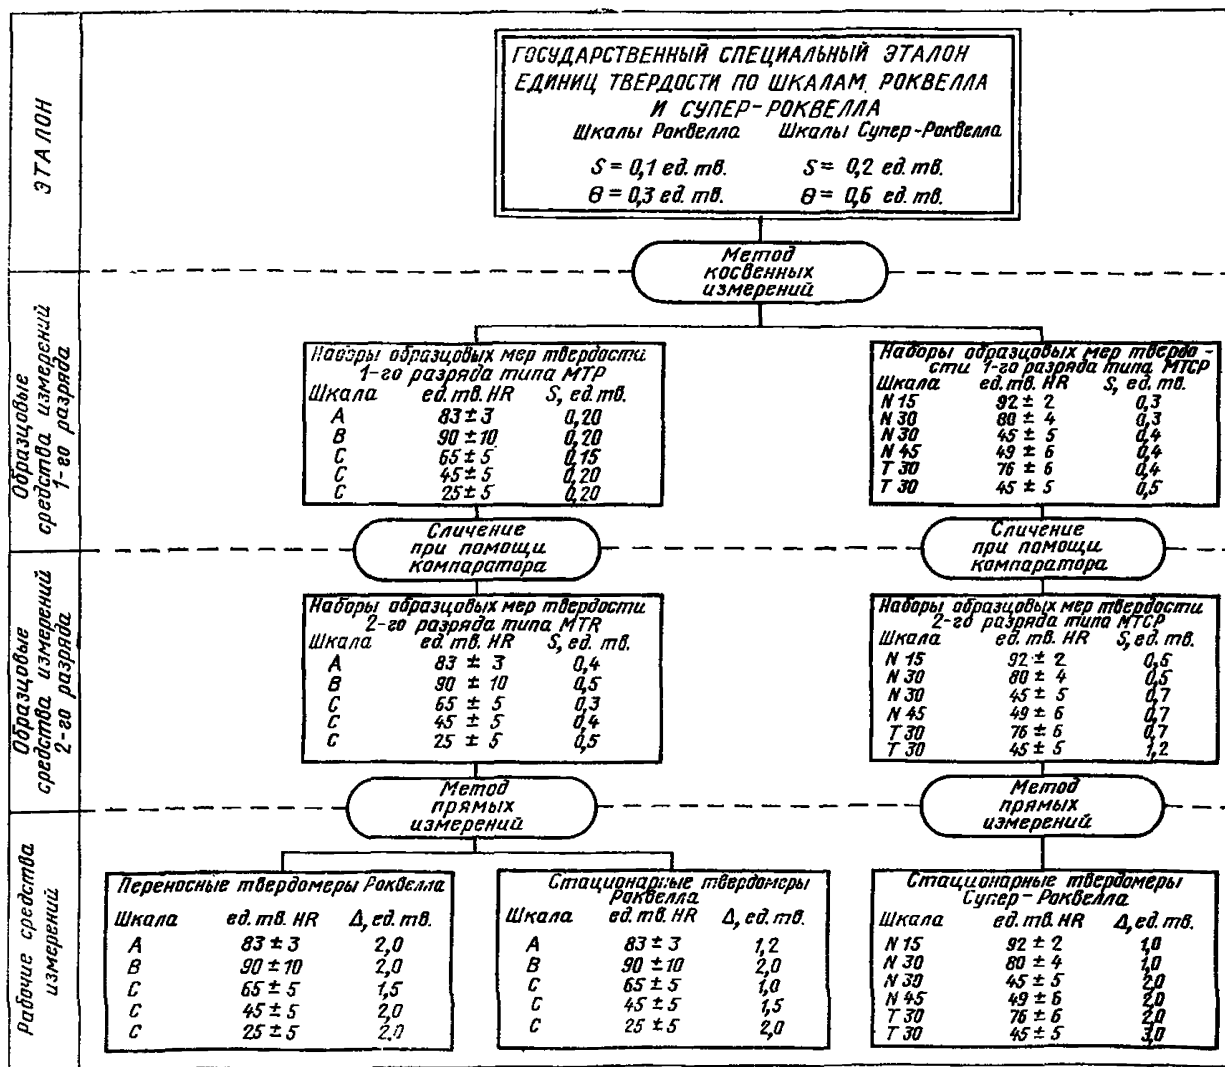 ЭТАЛОН
ГОСУДАРСТВЕННЫЙ СПЕЦИАЛЬНЫЙ ЭТАЛОН
ЕДИНИЦ ТВЕРДОСТИ ПО ШКАЛАМ РОКВЕЛЛА
И СУПЕР-РОКВЕЛЛА
Шкалы Роквелла Шкалы Супер-Роквелла
S = 0,1 ед. тв. S = 0,2 ед. тв.
Θ = 0,3 ед. тв. Θ = 0,6 ед. тв.
Метод
косвенных
измерений
Образцовые
средства измерений
1-го разряда
Наборы образцовых мер твердости
1-го разряда типа МТР
Шкала ед. тв. HR S, ед. тв.
A 83 ± 3 0,20
B 90 ± 10 0,20
C 65 ± 5 0,15
C 45 ± 5 0,20
C 25 ± 5 0,20
Наборы образцовых мер твердо-
сти 1-го разряда типа МТСР
Шкала ед. тв. HR S, ед. тв.
N 15 92 ± 2 0,3
N 30 80 ± 4 0,3
N 30 45 ± 5 0,4
N 45 49 ± 6 0,4
T 30 76 ± 6 0,4
T 30 45 ± 5 0,5
Сличение
при помощи
компаратора
Сличение
при помощи
компаратора
Образцовые
средства измерений
2-го разряда
Наборы образцовых мер твердости
2-го разряда типа МТR
Шкала ед. тв. HR S, ед. тв.
A 83 ± 3 0,4
B 90 ± 10 0,5
C 65 ± 5 0,3
C 45 ± 5 0,4
C 25 ± 5 0,5
Наборы образцовых мер твердости
2-го разряда типа МТСР
Шкала ед. тв. HR S, ед. тв.
N 15 92 ± 2 0,5
N 30 80 ± 4 0,5
N 30 45 ± 5 0,7
N 45 49 ± 6 0,7
T 30 76 ± 6 0,7
T 30 45 ± 5 1,2
Метод
прямых
измерений
Метод
прямых
измерений
Рабочие средства
измерений
Переносные твердомеры Роквелла
Шкала ед. тв. HR Δ, ед. тв.
A 83 ± 3 2,0
B 90 ± 10 2,0
C 65 ± 5 1,5
C 45 ± 5 2,0
C 25 ± 5 2,0
Стационарные твердомеры
Роквелла
Шкала ед. тв. HR Δ, ед. тв.
A 83 ± 3 1,2
B 90 ± 10 2,0
C 65 ± 5 1,0
C 45 ± 5 1,5
C 25 ± 5 2,0
Стационарные твердомеры
Супер-Роквелла
Шкала ед. тв. HR Δ, ед. тв.
N 15 92 ± 2 1,0
N 30 80 ± 4 1,0
N 30 45 ± 5 2,0
N 45 49 ± 6 2,0
T 30 76 ± 6 2,0
T 30 45 ± 5 3,0